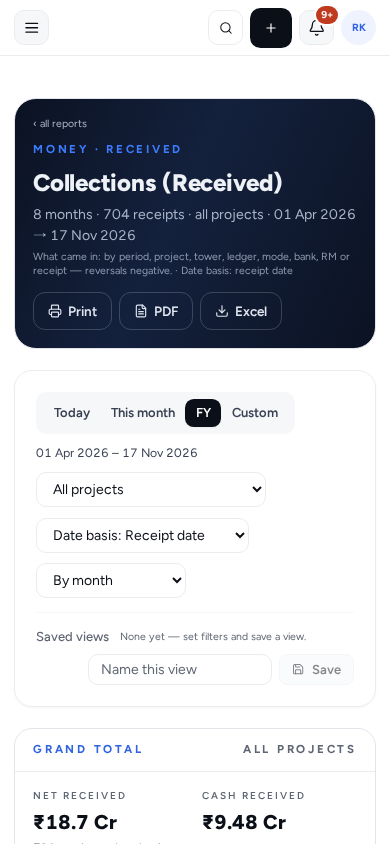 9+
RK
‹ all reports
MONEY · RECEIVED
Collections (Received)
8 months · 704 receipts · all projects · 01 Apr 2026
→ 17 Nov 2026
What came in: by period, project, tower, ledger, mode, bank, RM or
receipt — reversals negative. · Date basis: receipt date
Print PDF Excel
Today This month FY Custom
01 Apr 2026 – 17 Nov 2026
All projects
Date basis: Receipt date
By month
Saved views None yet — set filters and save a view.
Name this view Save
GRAND TOTAL ALL PROJECTS
NET RECEIVED CASH RECEIVED
₹18.7 Cr ₹9.48 Cr